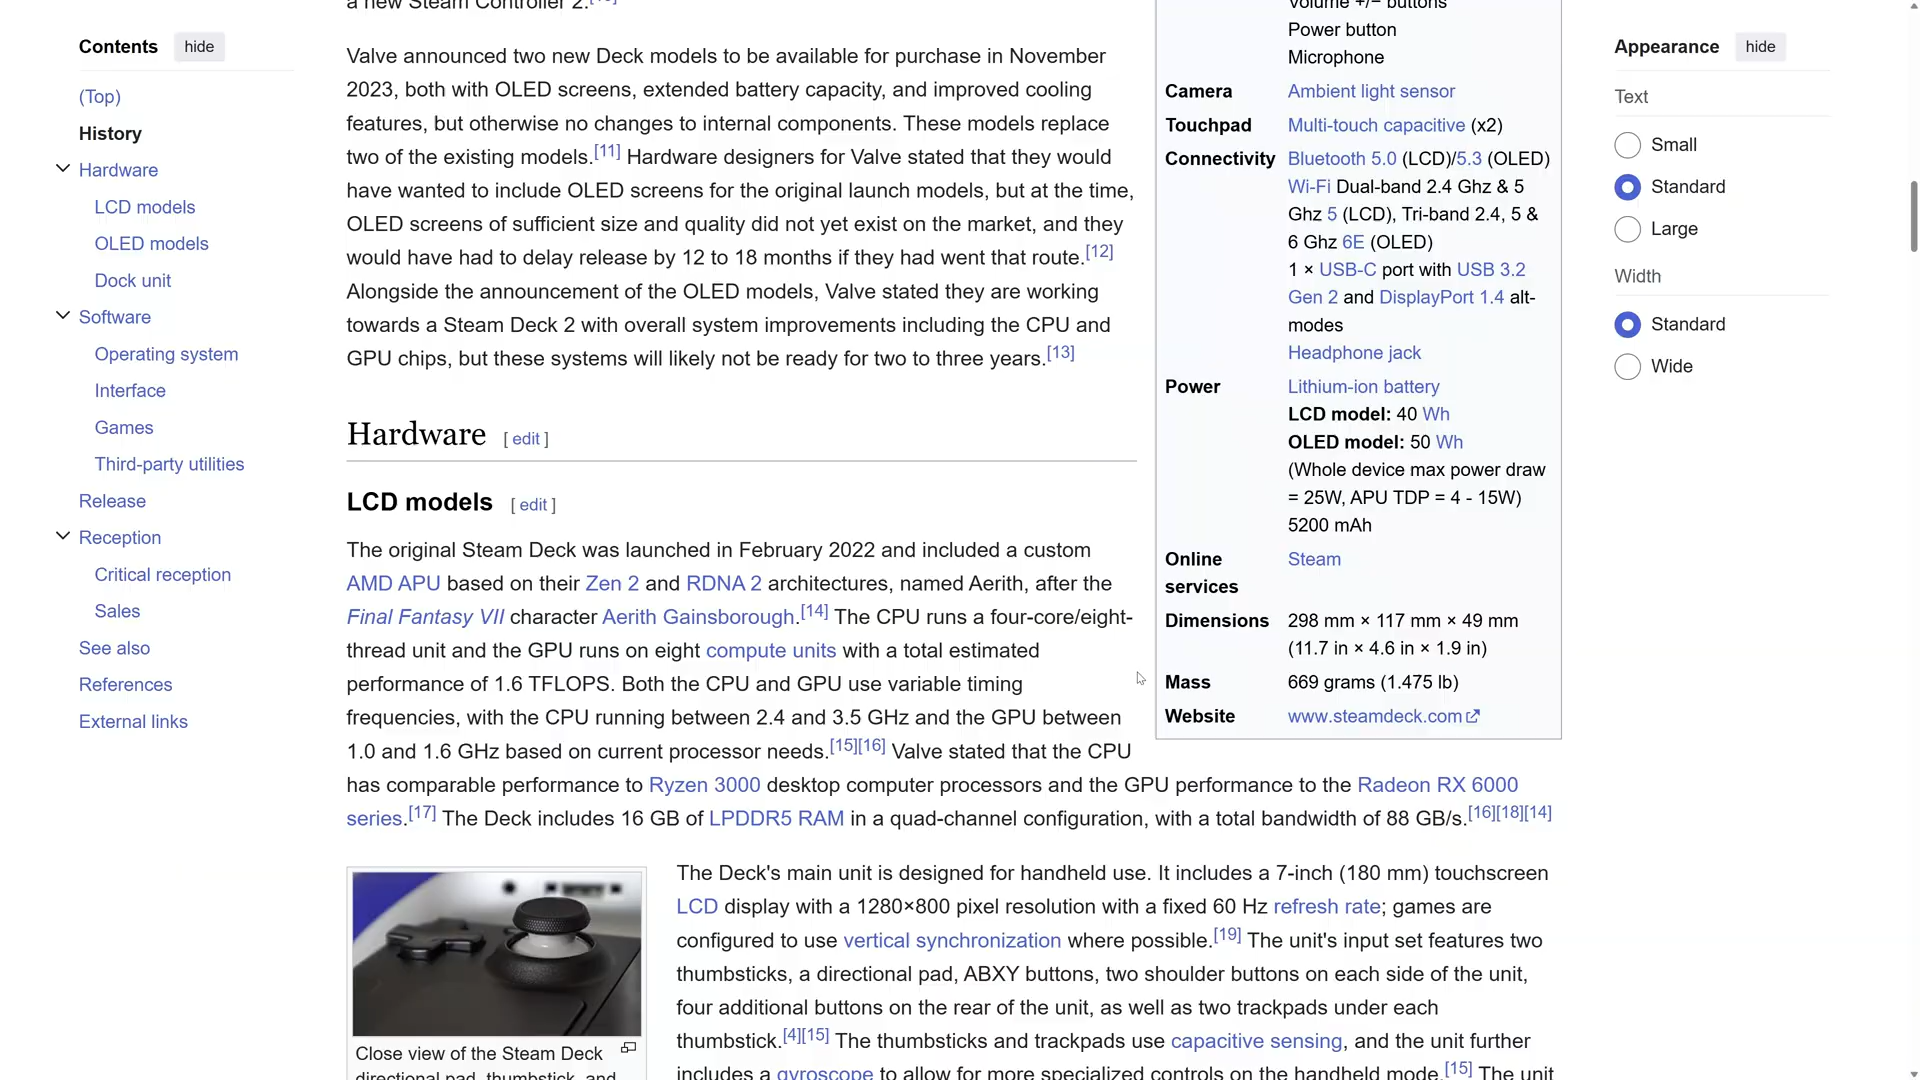 Contents hide
(Top)
History
Hardware
LCD models
OLED models
Dock unit
Software
Operating system
Interface
Games
Third-party utilities
Release
Reception
Critical reception
Sales
See also
References
External links
a new Steam Controller 2.
Valve announced two new Deck models to be available for purchase in November
2023, both with OLED screens, extended battery capacity, and improved cooling
features, but otherwise no changes to internal components. These models replace
two of the existing models.[11] Hardware designers for Valve stated that they would
have wanted to include OLED screens for the original launch models, but at the time,
OLED screens of sufficient size and quality did not yet exist on the market, and they
would have had to delay release by 12 to 18 months if they had went that route.[12]
Alongside the announcement of the OLED models, Valve stated they are working
towards a Steam Deck 2 with overall system improvements including the CPU and
GPU chips, but these systems will likely not be ready for two to three years.[13]
Hardware [ edit ]
LCD models [ edit ]
The original Steam Deck was launched in February 2022 and included a custom
AMD APU based on their Zen 2 and RDNA 2 architectures, named Aerith, after the
Final Fantasy VII character Aerith Gainsborough.[14] The CPU runs a four-core/eight-
thread unit and the GPU runs on eight compute units with a total estimated
performance of 1.6 TFLOPS. Both the CPU and GPU use variable timing
frequencies, with the CPU running between 2.4 and 3.5 GHz and the GPU between
1.0 and 1.6 GHz based on current processor needs.[15][16] Valve stated that the CPU
has comparable performance to Ryzen 3000 desktop computer processors and the GPU performance to the Radeon RX 6000
series.[17] The Deck includes 16 GB of LPDDR5 RAM in a quad-channel configuration, with a total bandwidth of 88 GB/s.[16][18][14]
The Deck's main unit is designed for handheld use. It includes a 7-inch (180 mm) touchscreen
LCD display with a 1280×800 pixel resolution with a fixed 60 Hz refresh rate; games are
configured to use vertical synchronization where possible.[19] The unit's input set features two
thumbsticks, a directional pad, ABXY buttons, two shoulder buttons on each side of the unit,
four additional buttons on the rear of the unit, as well as two trackpads under each
thumbstick.[4][15] The thumbsticks and trackpads use capacitive sensing, and the unit further
includes a gyroscope to allow for more specialized controls on the handheld mode.[15] The unit
Close view of the Steam Deck
directional pad, thumbstick, and
Volume +/− buttons
Power button
Microphone
Camera Ambient light sensor
Touchpad Multi-touch capacitive (x2)
Connectivity Bluetooth 5.0 (LCD)/5.3 (OLED)
Wi-Fi Dual-band 2.4 Ghz & 5
Ghz 5 (LCD), Tri-band 2.4, 5 &
6 Ghz 6E (OLED)
1 × USB-C port with USB 3.2
Gen 2 and DisplayPort 1.4 alt-
modes
Headphone jack
Power Lithium-ion battery
LCD model: 40 Wh
OLED model: 50 Wh
(Whole device max power draw
= 25W, APU TDP = 4 - 15W)
5200 mAh
Online services Steam
Dimensions 298 mm × 117 mm × 49 mm
(11.7 in × 4.6 in × 1.9 in)
Mass 669 grams (1.475 lb)
Website www.steamdeck.com
Appearance hide
Text
Small
Standard
Large
Width
Standard
Wide